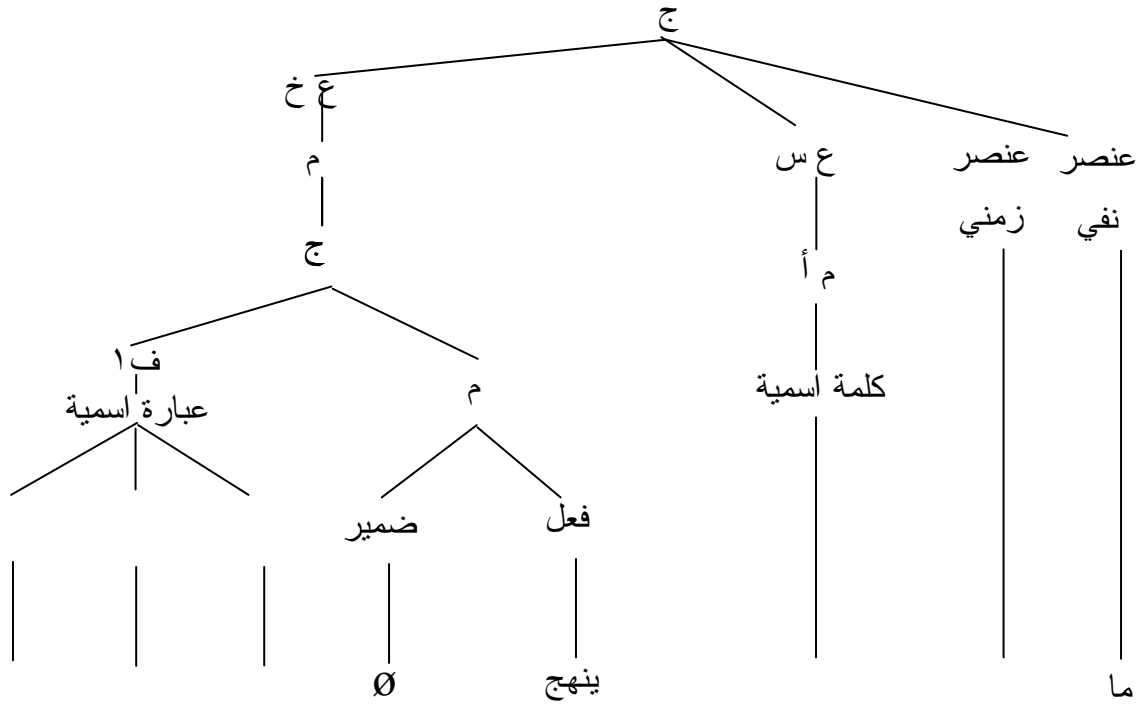 ج
ع خ
عنصر عنصر ع س م
نفي زمني
ج
م أ
ف ١
كلمة اسمية م
عبارة اسمية
فعل ضمير
ما ينهج Ø